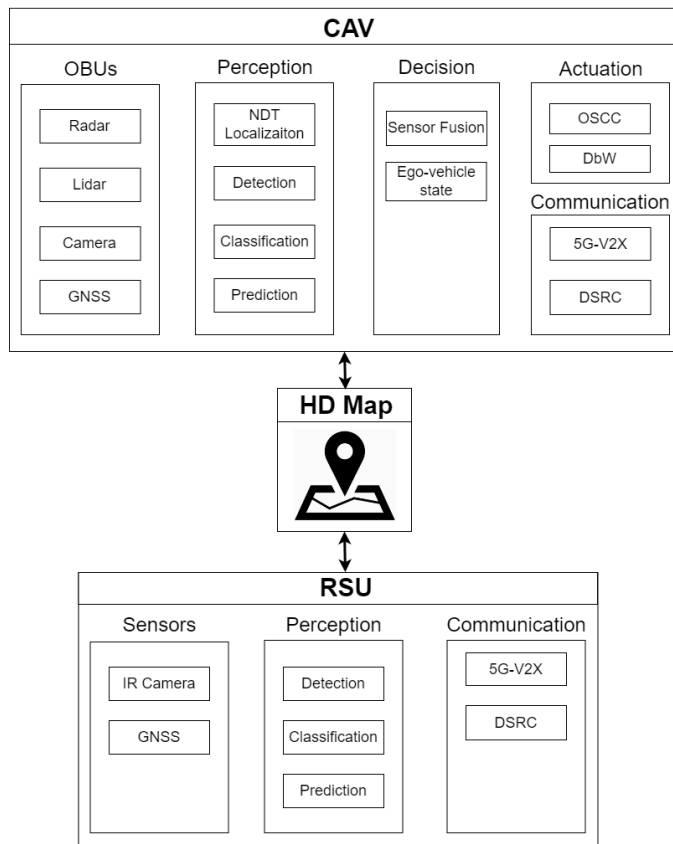 CAV
OBUs
Radar
Lidar
Camera
GNSS
Perception
NDT
Localizaiton
Detection
Classification
Prediction
Decision
Sensor Fusion
Ego-vehicle
state
Actuation
OSCC
DbW
Communication
5G-V2X
DSRC
HD Map
RSU
Sensors
IR Camera
GNSS
Perception
Detection
Classification
Prediction
Communication
5G-V2X
DSRC